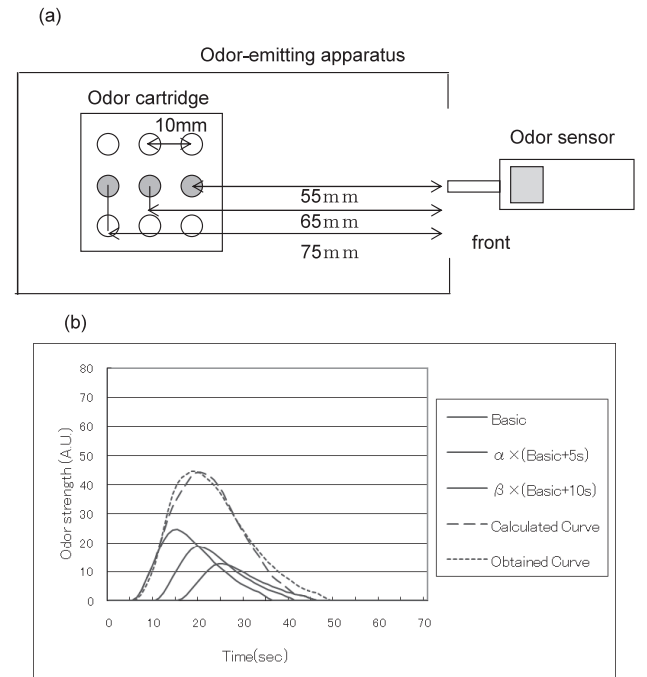 (a)
Odor-emitting apparatus
Odor cartridge
10mm
Odor sensor
55mm
65mm
75mm
front
(b)
80
70
60
50
40
30
20
10
0
Odor strength (A.U.)
0 10 20 30 40 50 60 70
Time(sec)
Basic
α×(Basic+5s)
β×(Basic+10s)
Calculated Curve
Obtained Curve